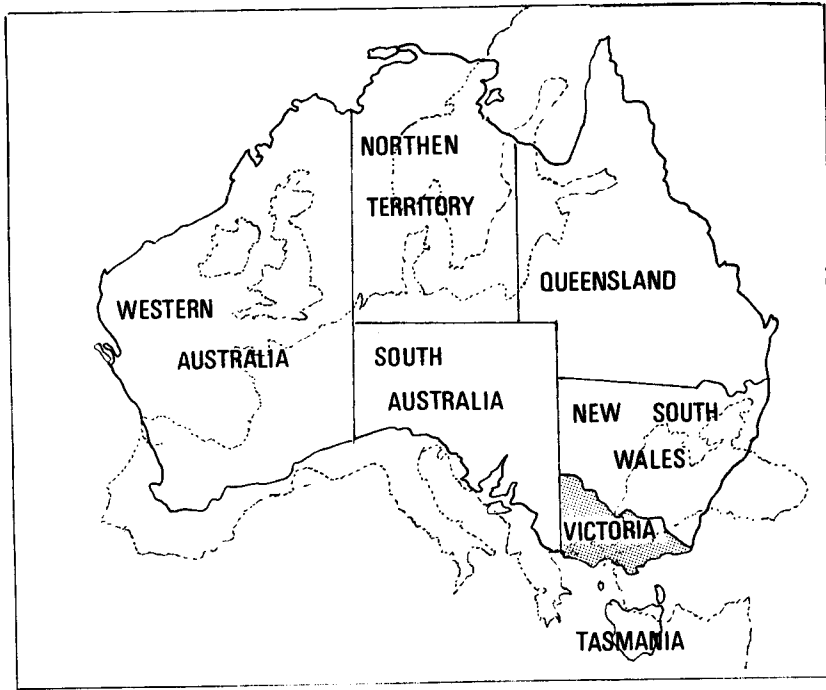 NORTHEN
TERRITORY
QUEENSLAND
WESTERN
AUSTRALIA
SOUTH
AUSTRALIA
NEW SOUTH
WALES
VICTORIA
TASMANIA